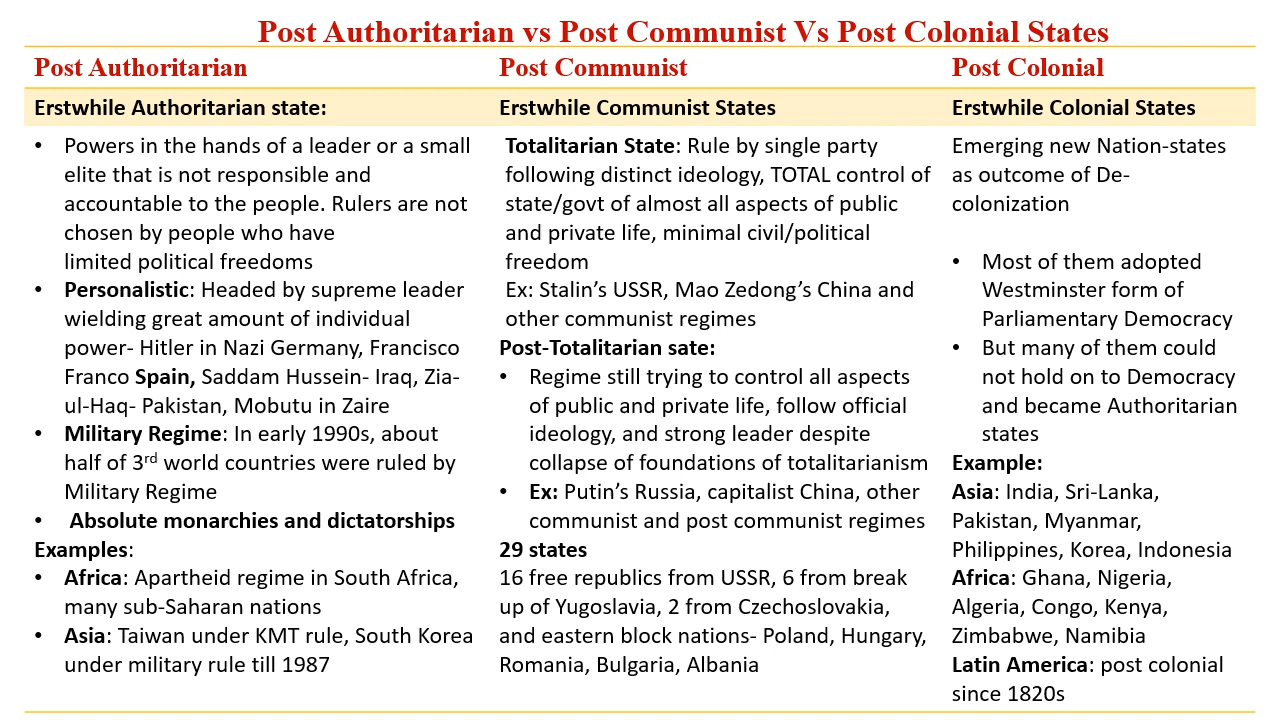 Post Authoritarian vs Post Communist Vs Post Colonial States
Post Authoritarian
Erstwhile Authoritarian state:
• Powers in the hands of a leader or a small
elite that is not responsible and
accountable to the people. Rulers are not
chosen by people who have
limited political freedoms
• Personalistic: Headed by supreme leader
wielding great amount of individual
power- Hitler in Nazi Germany, Francisco
Franco Spain, Saddam Hussein- Iraq, Zia-
ul-Haq- Pakistan, Mobutu in Zaire
• Military Regime: In early 1990s, about
half of 3rd world countries were ruled by
Military Regime
• Absolute monarchies and dictatorships
Examples:
• Africa: Apartheid regime in South Africa,
many sub-Saharan nations
• Asia: Taiwan under KMT rule, South Korea
under military rule till 1987
Post Communist
Erstwhile Communist States
Totalitarian State: Rule by single party
following distinct ideology, TOTAL control of
state/govt of almost all aspects of public
and private life, minimal civil/political
freedom
Ex: Stalin's USSR, Mao Zedong's China and
other communist regimes
Post-Totalitarian sate:
• Regime still trying to control all aspects
of public and private life, follow official
ideology, and strong leader despite
collapse of foundations of totalitarianism
• Ex: Putin's Russia, capitalist China, other
communist and post communist regimes
29 states
16 free republics from USSR, 6 from break
up of Yugoslavia, 2 from Czechoslovakia,
and eastern block nations- Poland, Hungary,
Romania, Bulgaria, Albania
Post Colonial
Erstwhile Colonial States
Emerging new Nation-states
as outcome of De-
colonization
• Most of them adopted
Westminster form of
Parliamentary Democracy
• But many of them could
not hold on to Democracy
and became Authoritarian
states
Example:
Asia: India, Sri-Lanka,
Pakistan, Myanmar,
Philippines, Korea, Indonesia
Africa: Ghana, Nigeria,
Algeria, Congo, Kenya,
Zimbabwe, Namibia
Latin America: post colonial
since 1820s